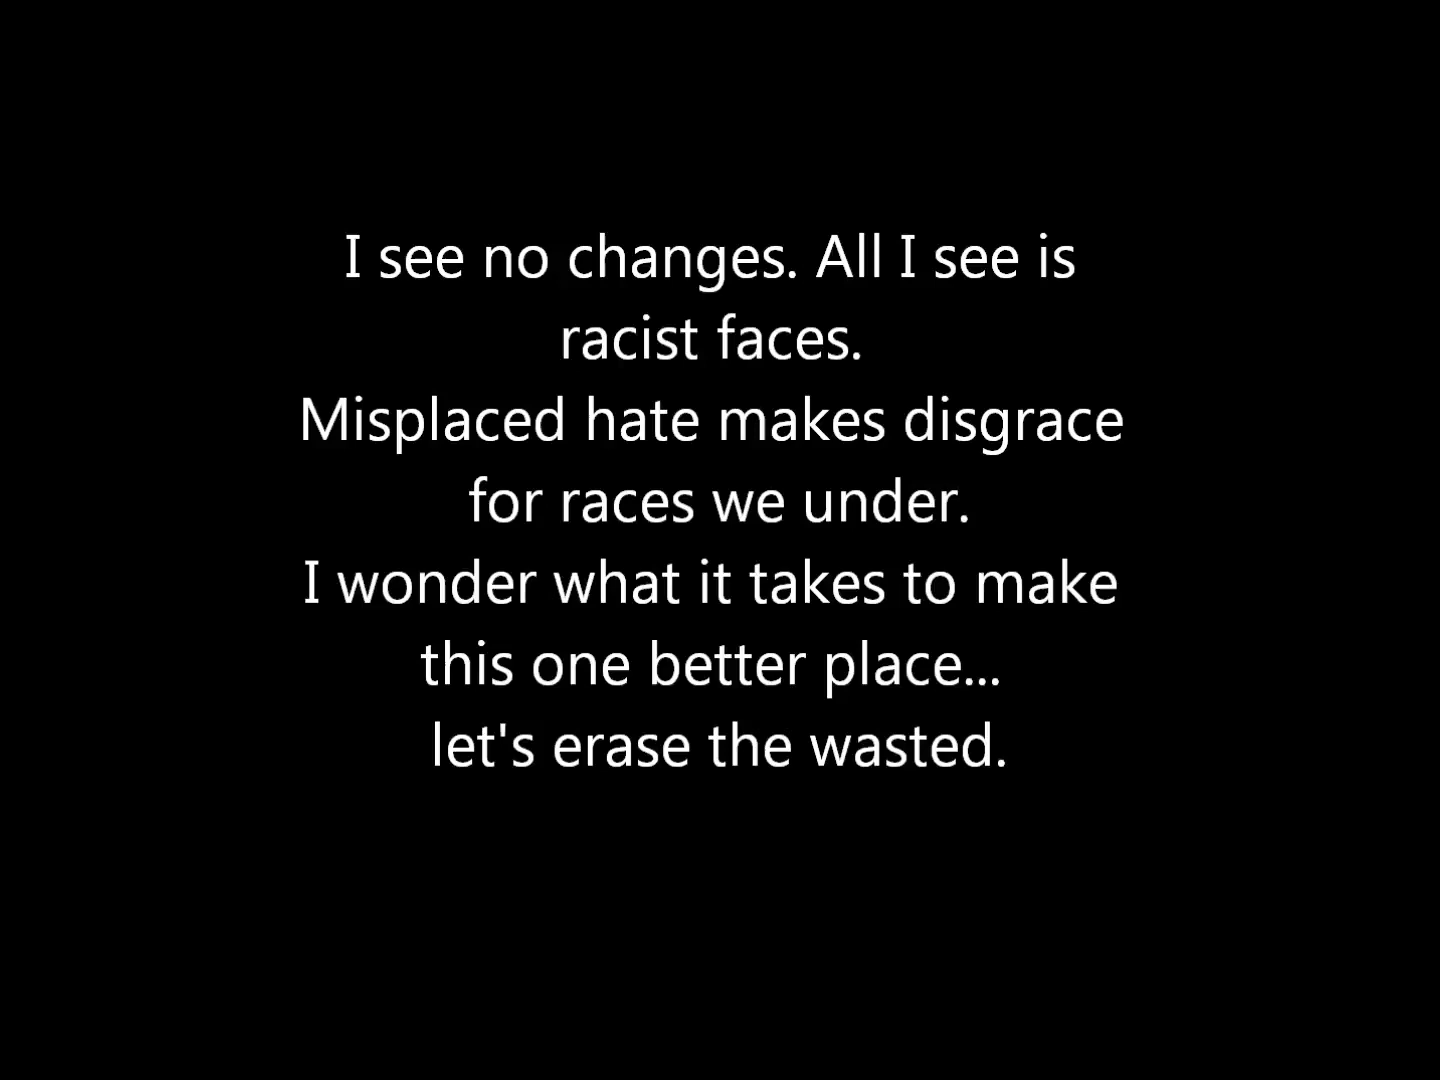 I see no changes. All I see is
racist faces.
Misplaced hate makes disgrace
for races we under.
I wonder what it takes to make
this one better place...
let's erase the wasted.